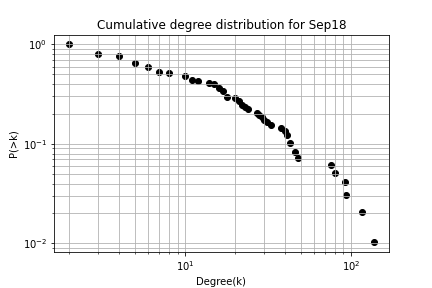 Cumulative degree distribution for Sep18
10⁰
10⁻¹
10⁻²
P(>k)
10¹
10²
Degree(k)